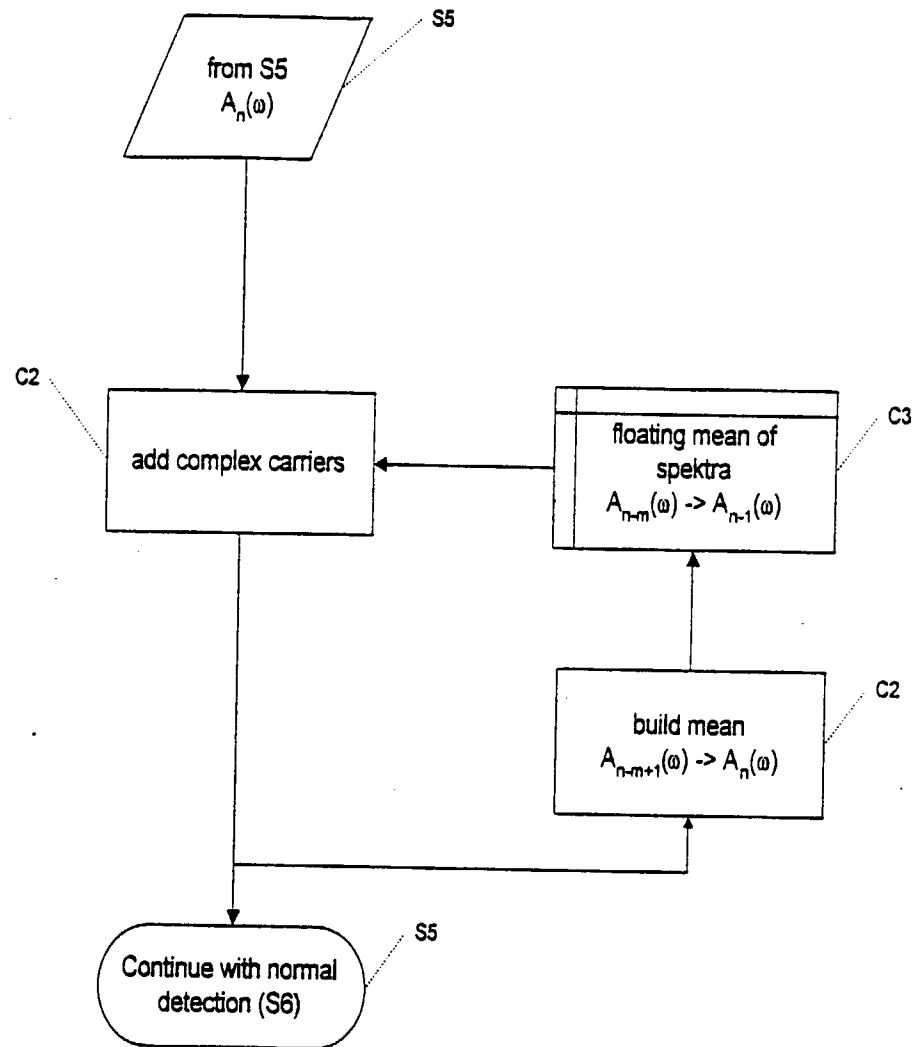 S5
from S5
Aₙ(ω)
C2
add complex carriers
C3
floating mean of
spektra
Aₙ₋ₘ(ω) -> Aₙ₋₁(ω)
C2
build mean
Aₙ₋ₘ₊₁(ω) -> Aₙ(ω)
S5
Continue with normal
detection (S6)